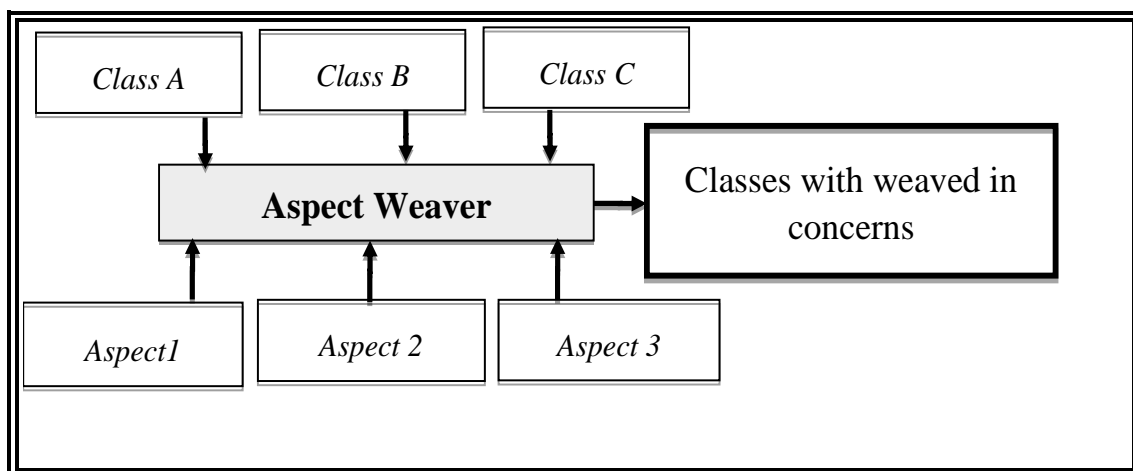 Class A
Class B
Class C
Aspect Weaver
Classes with weaved in
concerns
Aspect1
Aspect 2
Aspect 3